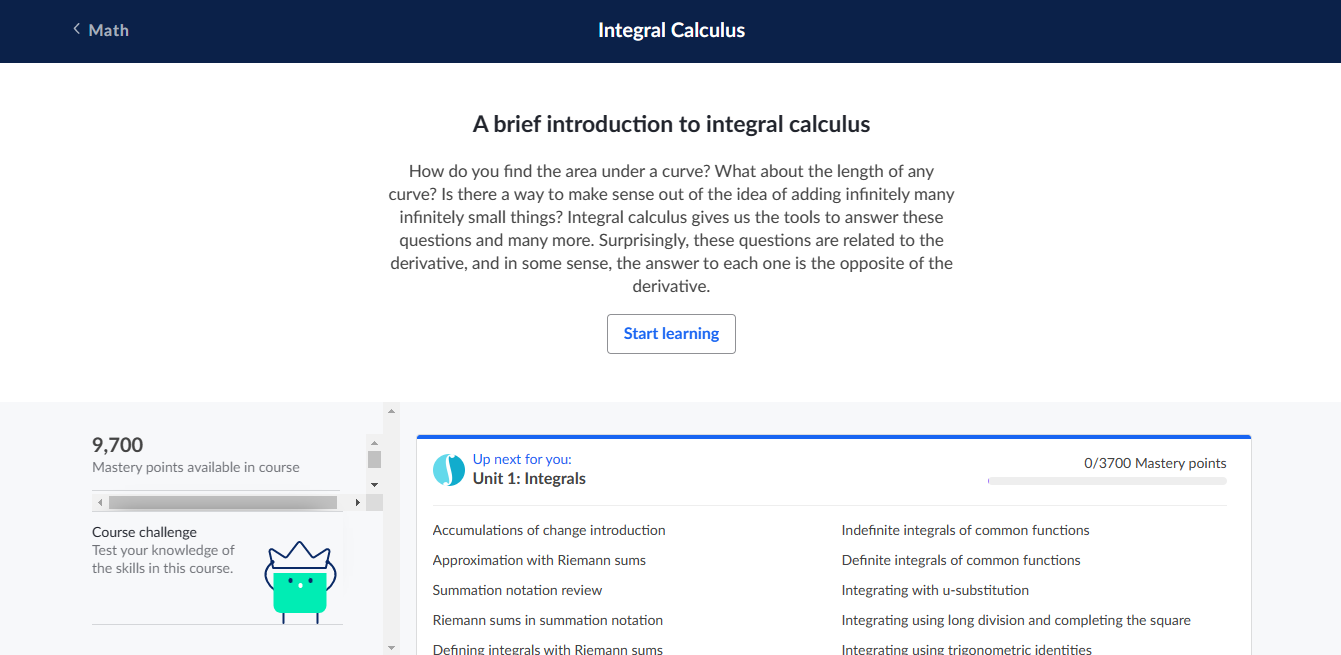 Math
Integral Calculus
A brief introduction to integral calculus
How do you find the area under a curve? What about the length of any
curve? Is there a way to make sense out of the idea of adding infinitely many
infinitely small things? Integral calculus gives us the tools to answer these
questions and many more. Surprisingly, these questions are related to the
derivative, and in some sense, the answer to each one is the opposite of the
derivative.
Start learning
9,700
Mastery points available in course
Course challenge
Test your knowledge of
the skills in this course.
Up next for you:
Unit 1: Integrals
0/3700 Mastery points
Accumulations of change introduction
Approximation with Riemann sums
Summation notation review
Riemann sums in summation notation
Defining integrals with Riemann sums
Indefinite integrals of common functions
Definite integrals of common functions
Integrating with u-substitution
Integrating using long division and completing the square
Integrating using trigonometric identities